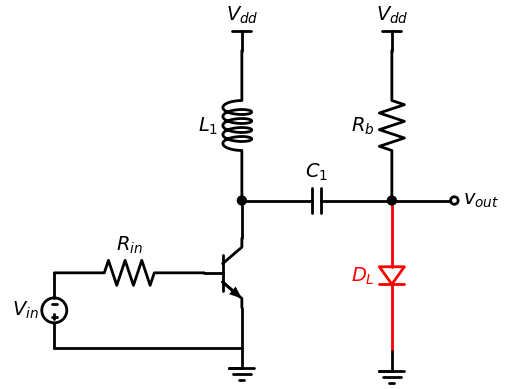 V_dd V_dd
L_1 R_b
C_1
v_out
R_in
D_L
V_in